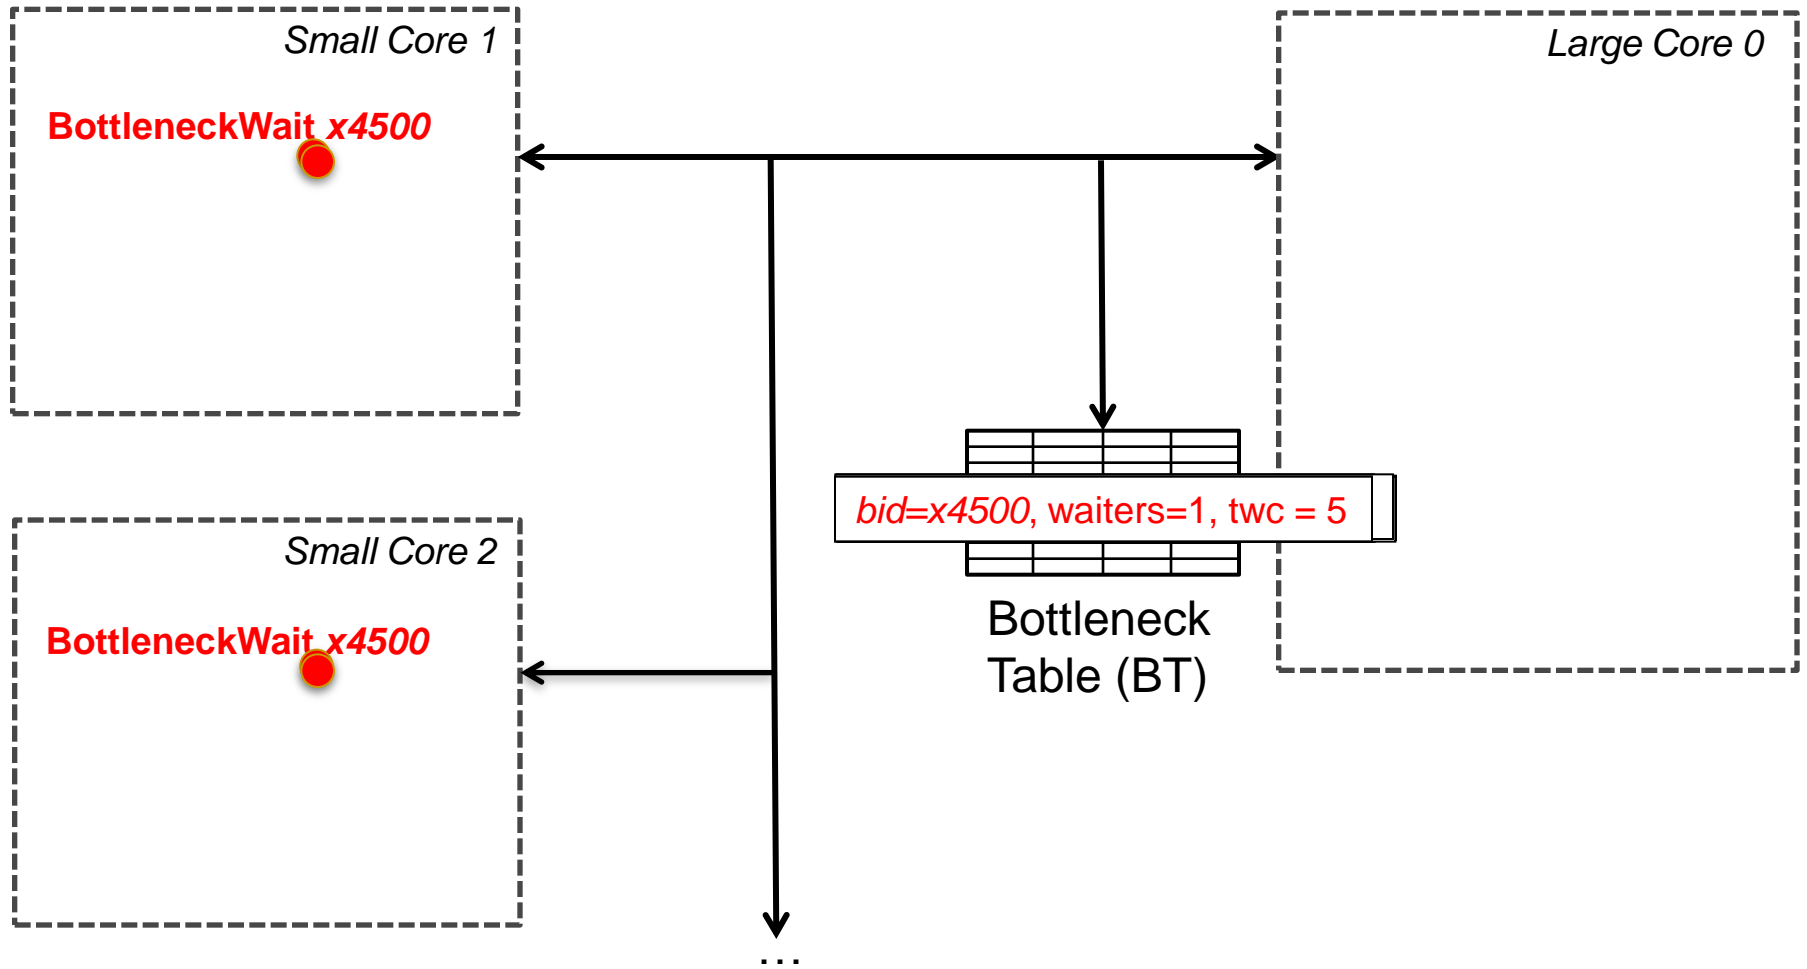 Small Core 1
Large Core 0
BottleneckWait x4500
bid=x4500, waiters=1, twc = 5
Small Core 2
Bottleneck
Table (BT)
BottleneckWait x4500
...